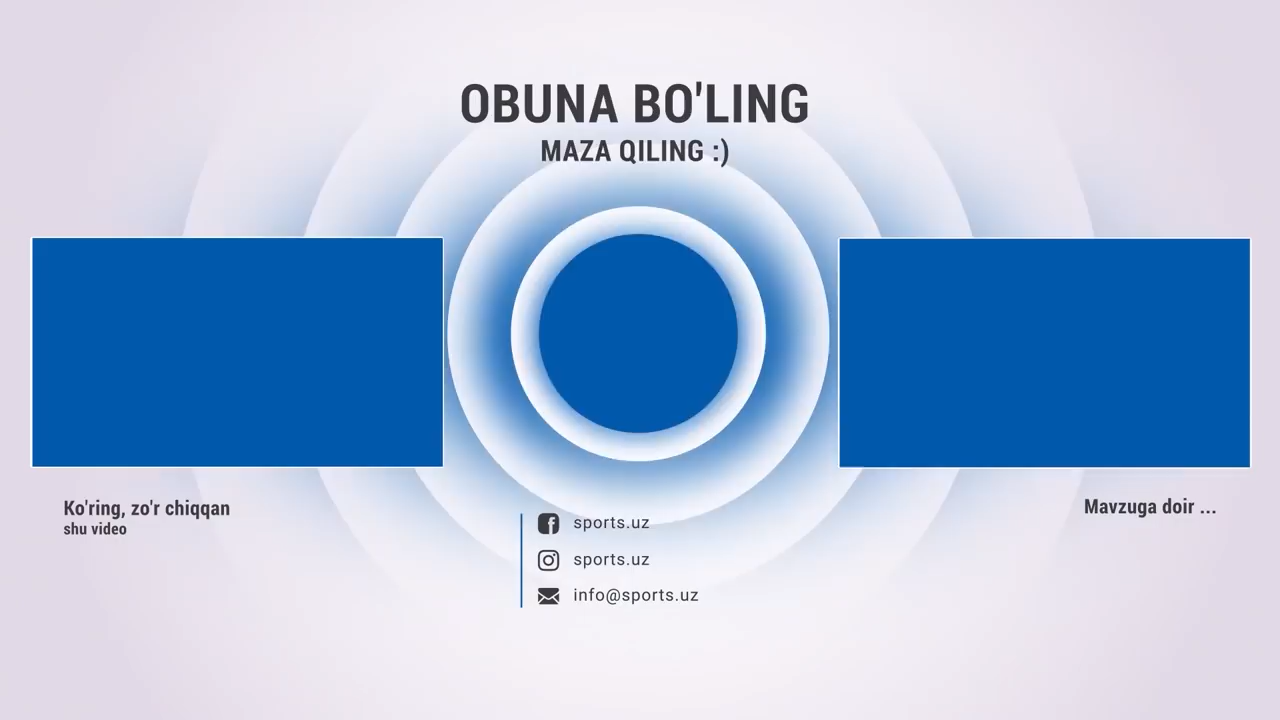 OBUNA BO'LING
MAZA QILING :)
Ko'ring, zo'r chiqqan
shu video
Mavzuga doir ...
sports.uz
sports.uz
info@sports.uz